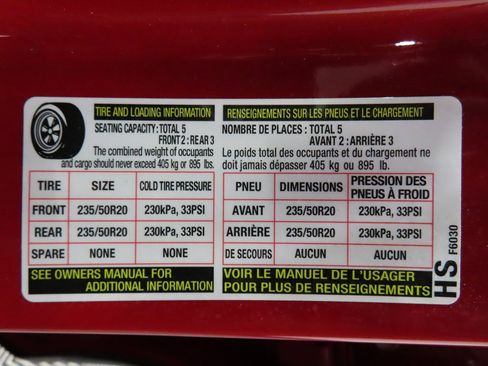 TIRE AND LOADING INFORMATION
SEATING CAPACITY: TOTAL 5
FRONT 2: REAR 3
The combined weight of occupants
and cargo should never exceed 405 kg or 895 lbs.
TIRE SIZE COLD TIRE PRESSURE
FRONT 235/50R20 230kPa, 33PSI
REAR 235/50R20 230kPa, 33PSI
SPARE NONE NONE
SEE OWNERS MANUAL FOR
ADDITIONAL INFORMATION
RENSEIGNEMENTS SUR LES PNEUS ET LE CHARGEMENT
NOMBRE DE PLACES : TOTAL 5
AVANT 2 : ARRIÈRE 3
Le poids total des occupants et du chargement ne
doit jamais dépasser 405 kg ou 895 lb.
PNEU DIMENSIONS PRESSION DES
PNEUS À FROID
AVANT 235/50R20 230kPa, 33PSI
ARRIÈRE 235/50R20 230kPa, 33PSI
DE SECOURS AUCUN AUCUN
VOIR LE MANUEL DE L'USAGER
POUR PLUS DE RENSEIGNEMENTS
HS
F6030